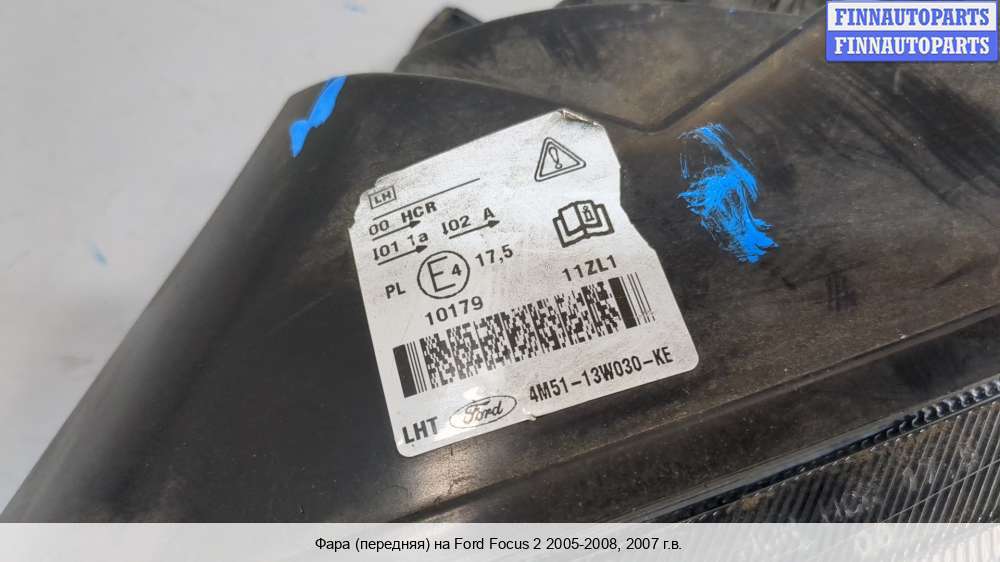 FINNAUTOPARTS
FINNAUTOPARTS
LH
00 HCR
I01 1a I02 A
PL E4 17,5
10179 11ZL1
4M51-13W030-KE
LHT Ford
Фара (передняя) на Ford Focus 2 2005-2008, 2007 г.в.